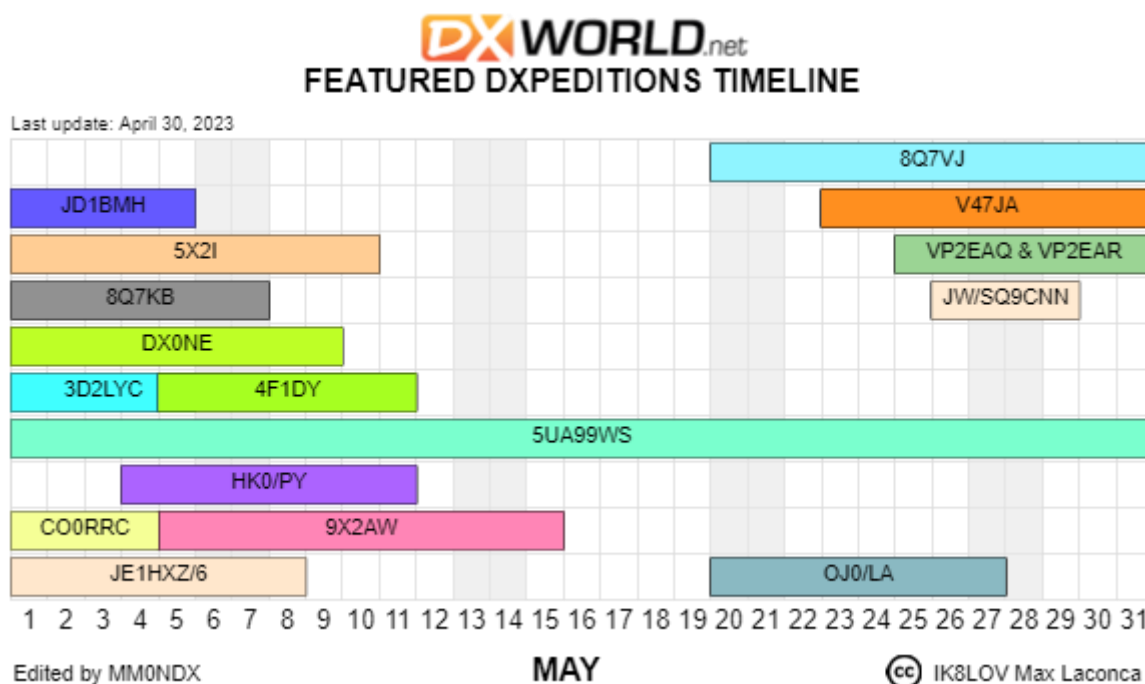 DX WORLD.net
FEATURED DXPEDITIONS TIMELINE
Last update: April 30, 2023
8Q7VJ
JD1BMH V47JA
5X2I VP2EAQ & VP2EAR
8Q7KB JW/SQ9CNN
DX0NE
3D2LYC 4F1DY
5UA99WS
HK0/PY
CO0RRC 9X2AW
JE1HXZ/6 OJ0/LA
1 2 3 4 5 6 7 8 9 10 11 12 13 14 15 16 17 18 19 20 21 22 23 24 25 26 27 28 29 30 31
Edited by MM0NDX MAY cc IK8LOV Max Laconca